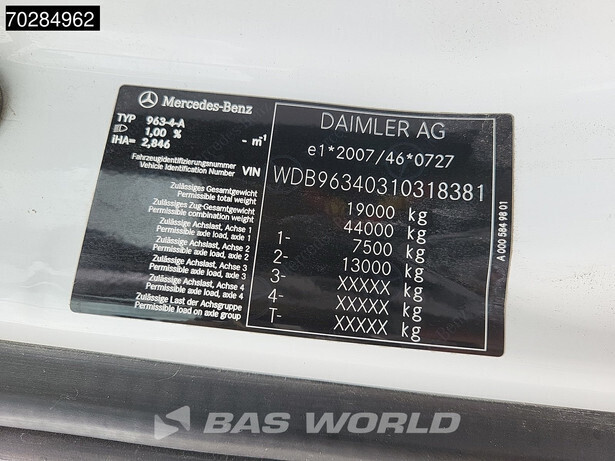 70284962
Mercedes-Benz
TYP 963-4-A
1,00 % - m-1
iHA= 2,846
Fahrzeugidentifizierungsnummer
Vehicle Identification Number VIN
DAIMLER AG
e1*2007/46*0727
WDB96340310318381
Zulässiges Gesamtgewicht
Permissible total weight
19000 kg
Zulässiges Zug-Gesamtgewicht
Permissible combination weight
44000 kg
Zulässige Achslast, Achse 1
Permissible axle load, axle 1
1- 7500 kg
Zulässige Achslast, Achse 2
Permissible axle load, axle 2
2- 13000 kg
Zulässige Achslast, Achse 3
Permissible axle load, axle 3
3- XXXXX kg
Zulässige Achslast, Achse 4
Permissible axle load, axle 4
4- XXXXX kg
Zulässige Last der Achsgruppe
Permissible load on axle group
T- XXXXX kg
A 000 584 98 01
BAS WORLD